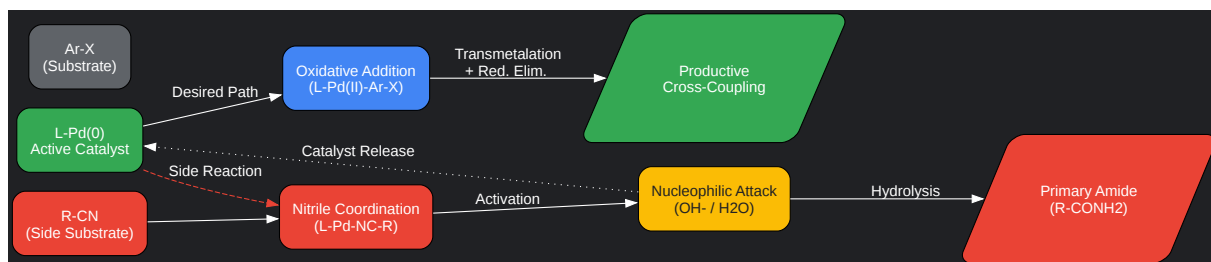 Ar-X
(Substrate)
L-Pd(0)
Active Catalyst
R-CN
(Side Substrate)
Desired Path
Side Reaction
Oxidative Addition
(L-Pd(II)-Ar-X)
Nitrile Coordination
(L-Pd-NC-R)
Transmetalation
+ Red. Elim.
Catalyst Release
Activation
Productive
Cross-Coupling
Nucleophilic Attack
(OH- / H2O)
Hydrolysis
Primary Amide
(R-CONH2)